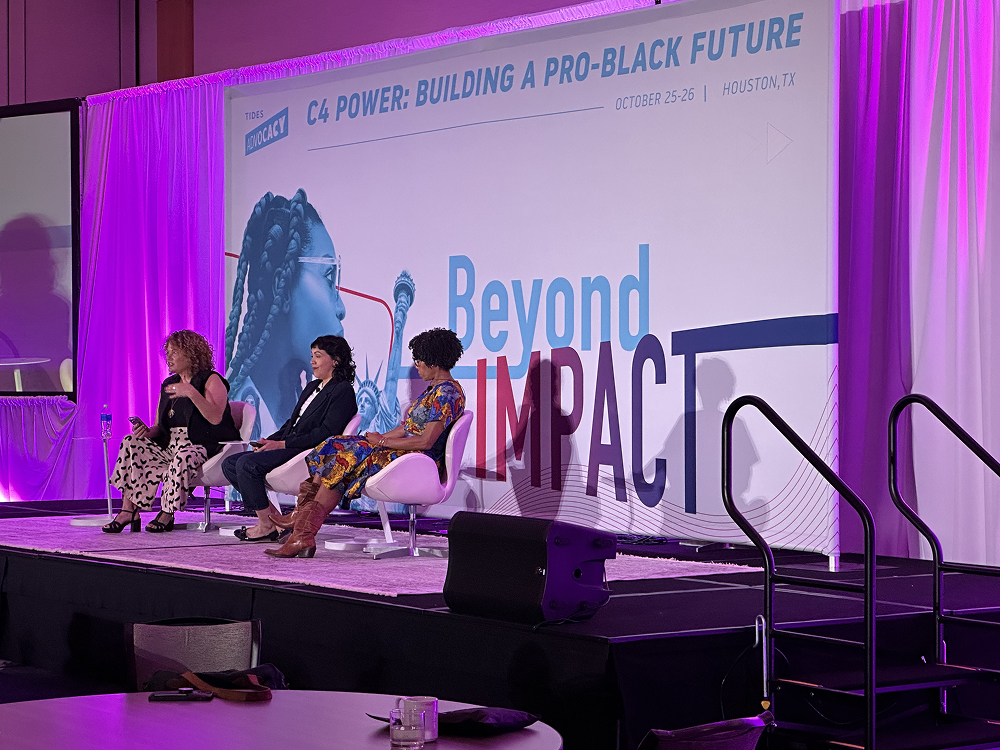 TIDES
ADVOCACY
C4 POWER: BUILDING A PRO-BLACK FUTURE
OCTOBER 25-26 | HOUSTON, TX
Beyond
IMPACT